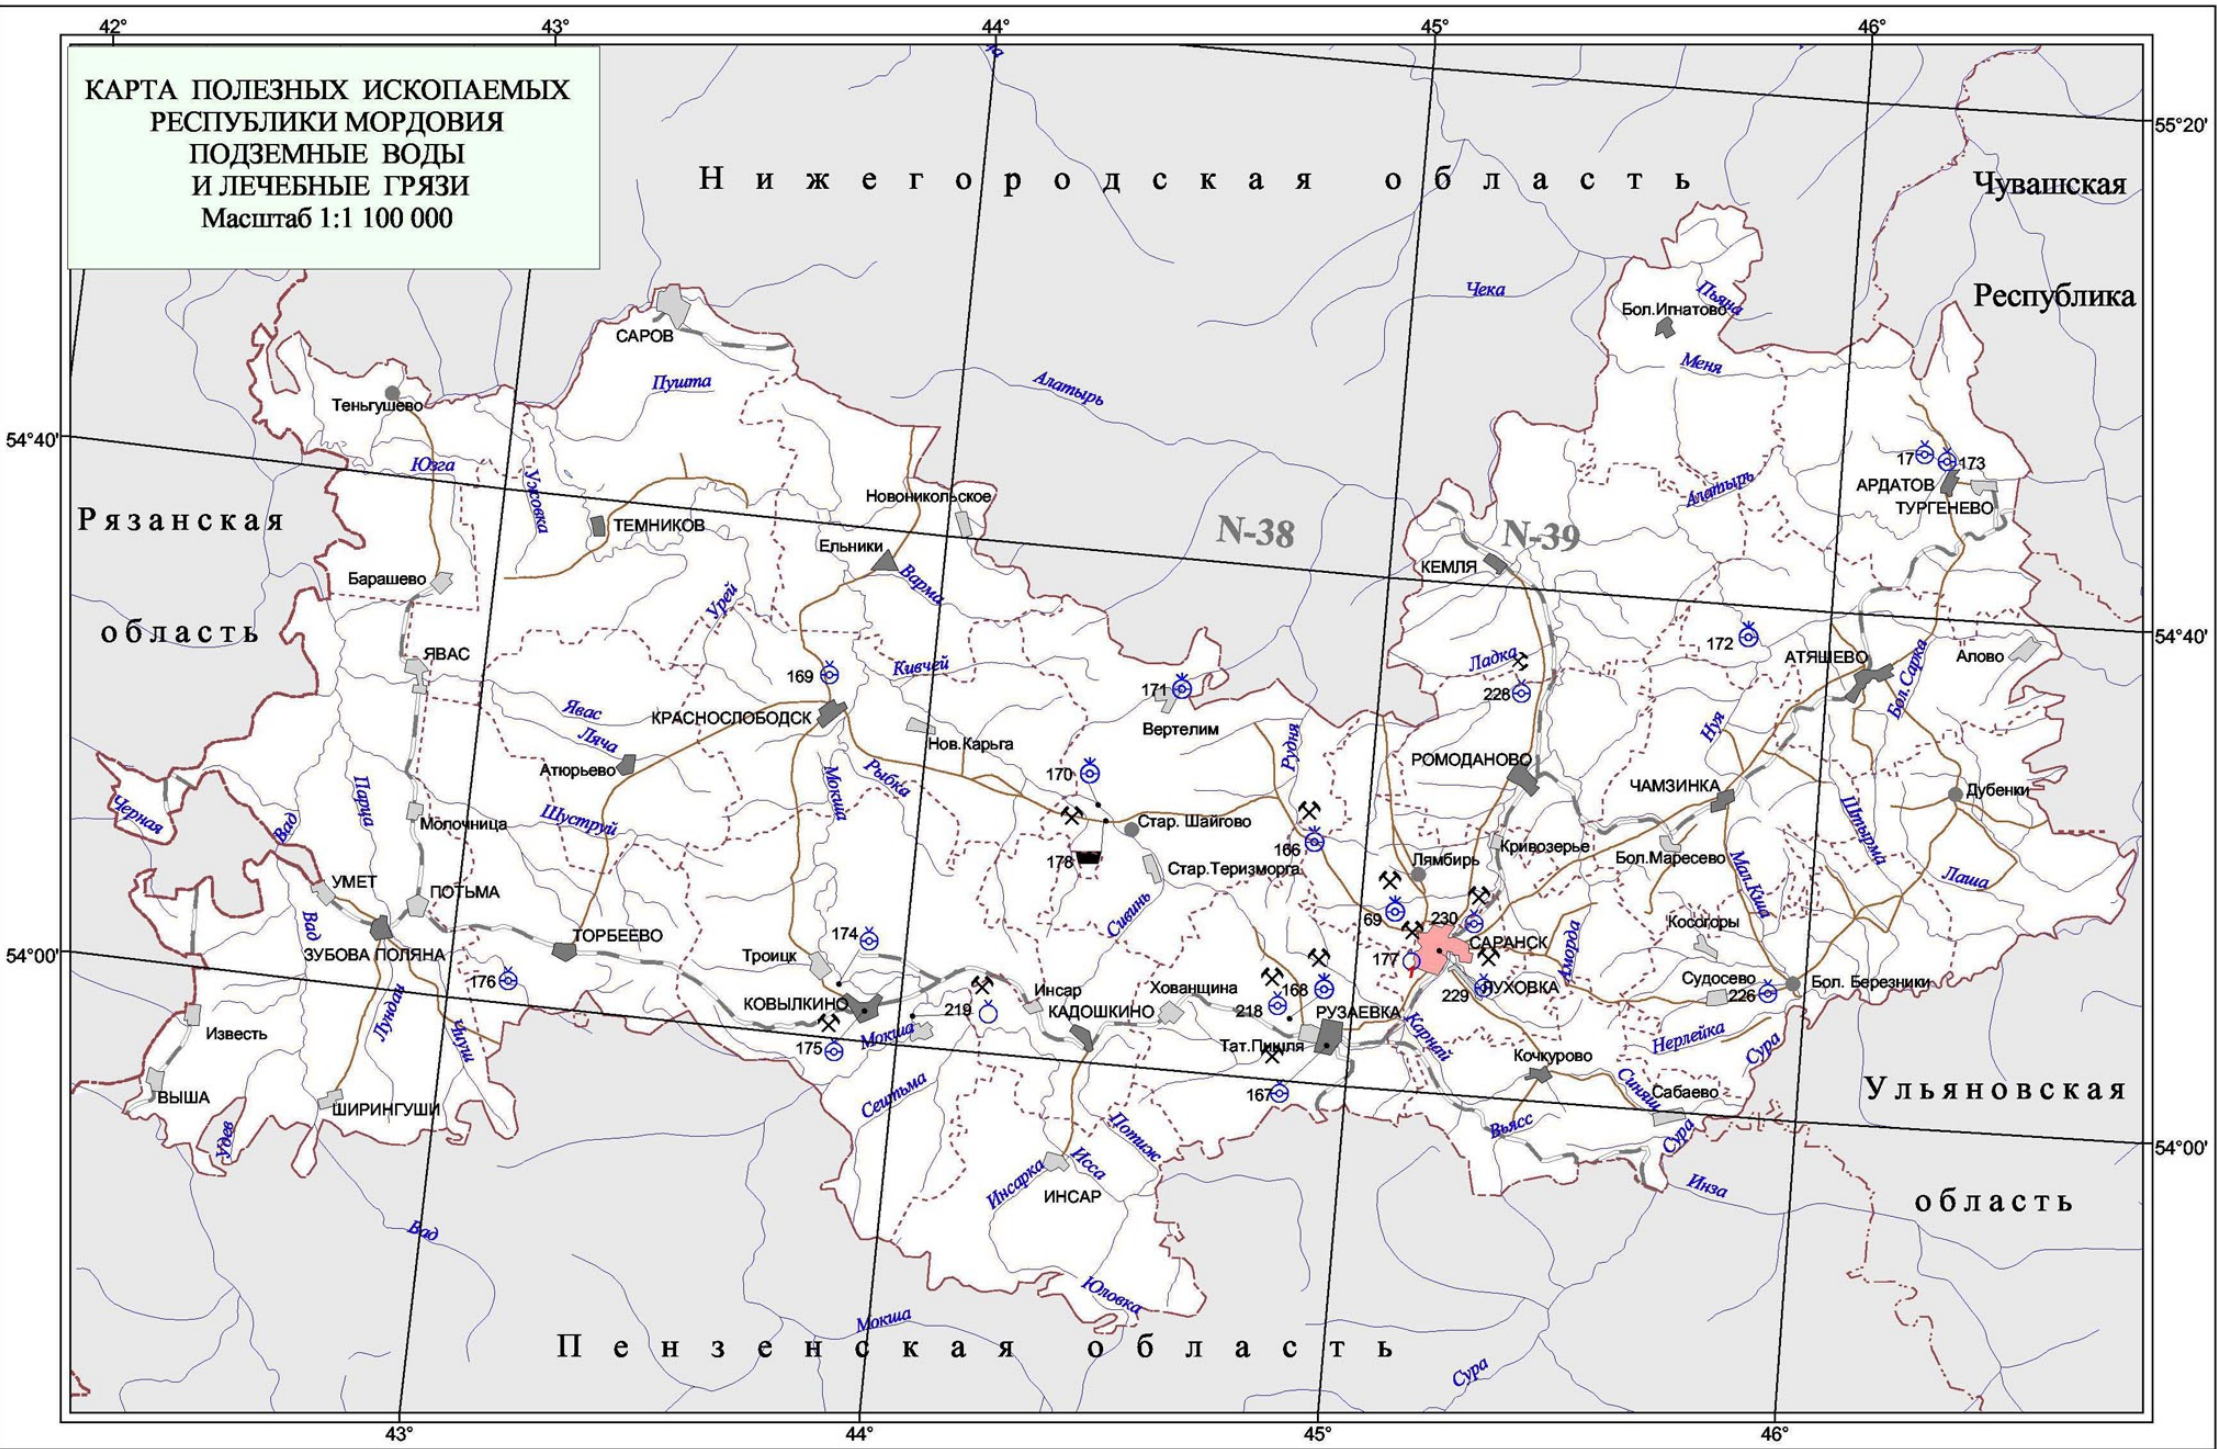 42°
43°
44°
45°
46°
КАРТА ПОЛЕЗНЫХ ИСКОПАЕМЫХ
РЕСПУБЛИКИ МОРДОВИЯ
ПОДЗЕМНЫЕ ВОДЫ
И ЛЕЧЕБНЫЕ ГРЯЗИ
Масштаб 1:1 100 000
55°20'
Нижегородская область
Чувашская
Республика
Чека
Пьяна
Бол.Игнатово
САРОВ
Меня
Пушта
Алатырь
Теньгушево
54°40'
Юзга
Ужовка
17
173
АРДАТОВ
Алатырь
ТУРГЕНЕВО
Новоникольское
Рязанская
ТЕМНИКОВ
N-38
N-39
Ельники
КЕМЛЯ
Барашево
Варма
Урей
область
54°40'
172
ЯВАС
Кивчей
Ладка
АТЯШЕВО
Алово
169
171
228
Бол.Сарка
Явас
КРАСНОСЛОБОДСК
Вертелим
Нуя
Ляча
Нов.Карьга
Рудня
Атюрьево
170
РОМОДАНОВО
Рыбка
Мокша
Парца
ЧАМЗИНКА
Дубенки
Черная
Вад
Молочница
Шуструй
Стар. Шайгово
Штырма
166
Кривозерье
178
Лямбирь
Бол.Маресево
Стар.Теризморга
Мал.Кша
Лаша
УМЕТ
ПОТЬМА
Вад
Сивинь
69
230
Косогоры
ТОРБЕЕВО
174
САРАНСК
Аморда
ЗУБОВА ПОЛЯНА
54°00'
Троицк
177
176
Судосево
Бол. Березники
Инсар
Хованщина
168
229
ЛУХОВКА
226
КОВЫЛКИНО
219
КАДОШКИНО
218
РУЗАЕВКА
Лундан
Чиуш
Известь
Мокша
Карнай
Нерлейка
175
Тат.Пишля
Сура
Кочкурово
ВЫША
ШИРИНГУШИ
Сеитьма
167
Синяш
Сабаево
Ульяновская
Удев
Потиж
Вьясс
Сура
54°00'
Инсарка
Исса
ИНСАР
Инза
область
Вад
Юловка
Мокша
Пензенская область
Сура
43°
44°
45°
46°